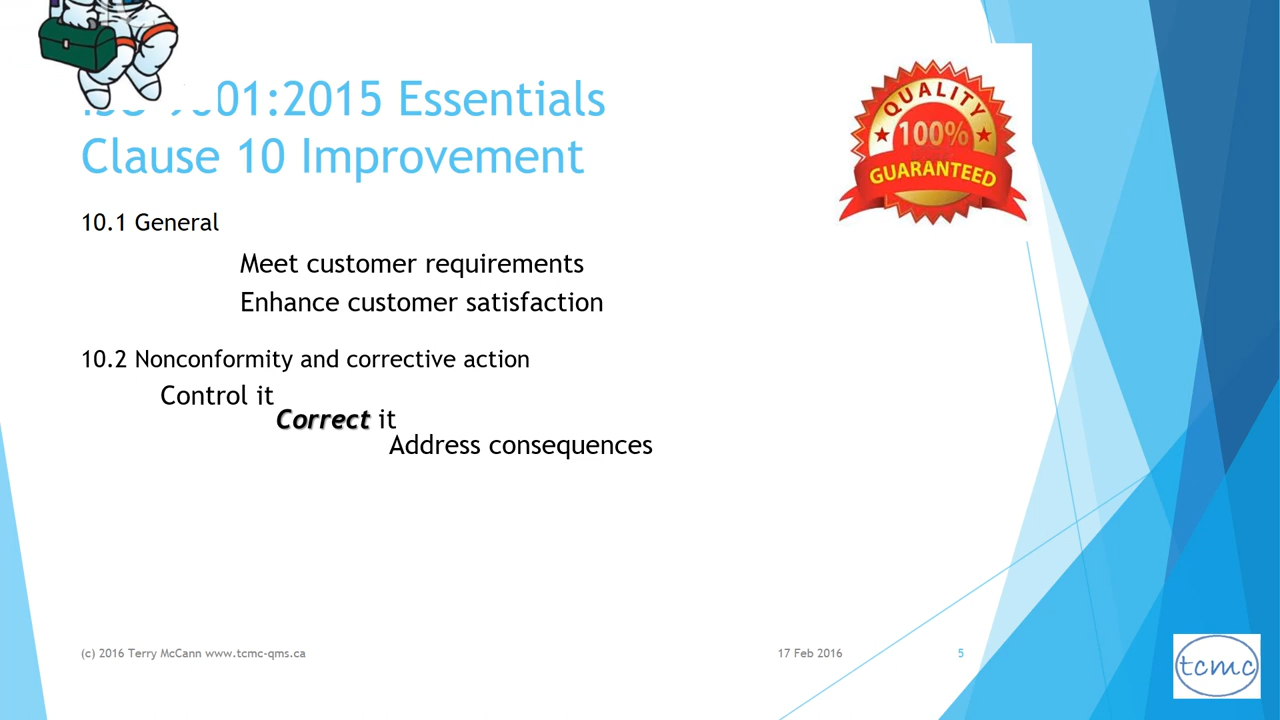 01:2015 Essentials
Clause 10 Improvement
QUALITY
100%
GUARANTEED
10.1 General
Meet customer requirements
Enhance customer satisfaction
10.2 Nonconformity and corrective action
Control it
Correct it
Address consequences
(c) 2016 Terry McCann www.tcmc-qms.ca
17 Feb 2016
5
tcmc